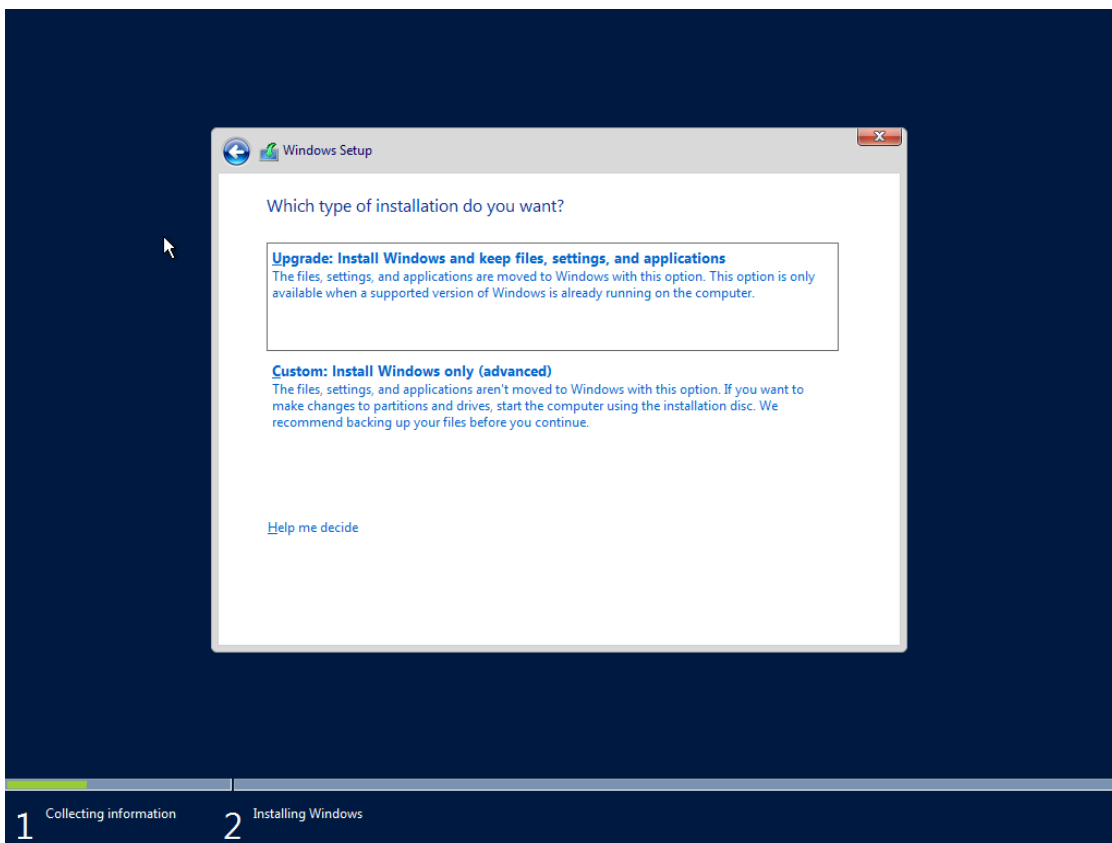 Windows Setup
Which type of installation do you want?
Upgrade: Install Windows and keep files, settings, and applications
The files, settings, and applications are moved to Windows with this option. This option is only
available when a supported version of Windows is already running on the computer.
Custom: Install Windows only (advanced)
The files, settings, and applications aren't moved to Windows with this option. If you want to
make changes to partitions and drives, start the computer using the installation disc. We
recommend backing up your files before you continue.
Help me decide
1 Collecting information
2 Installing Windows